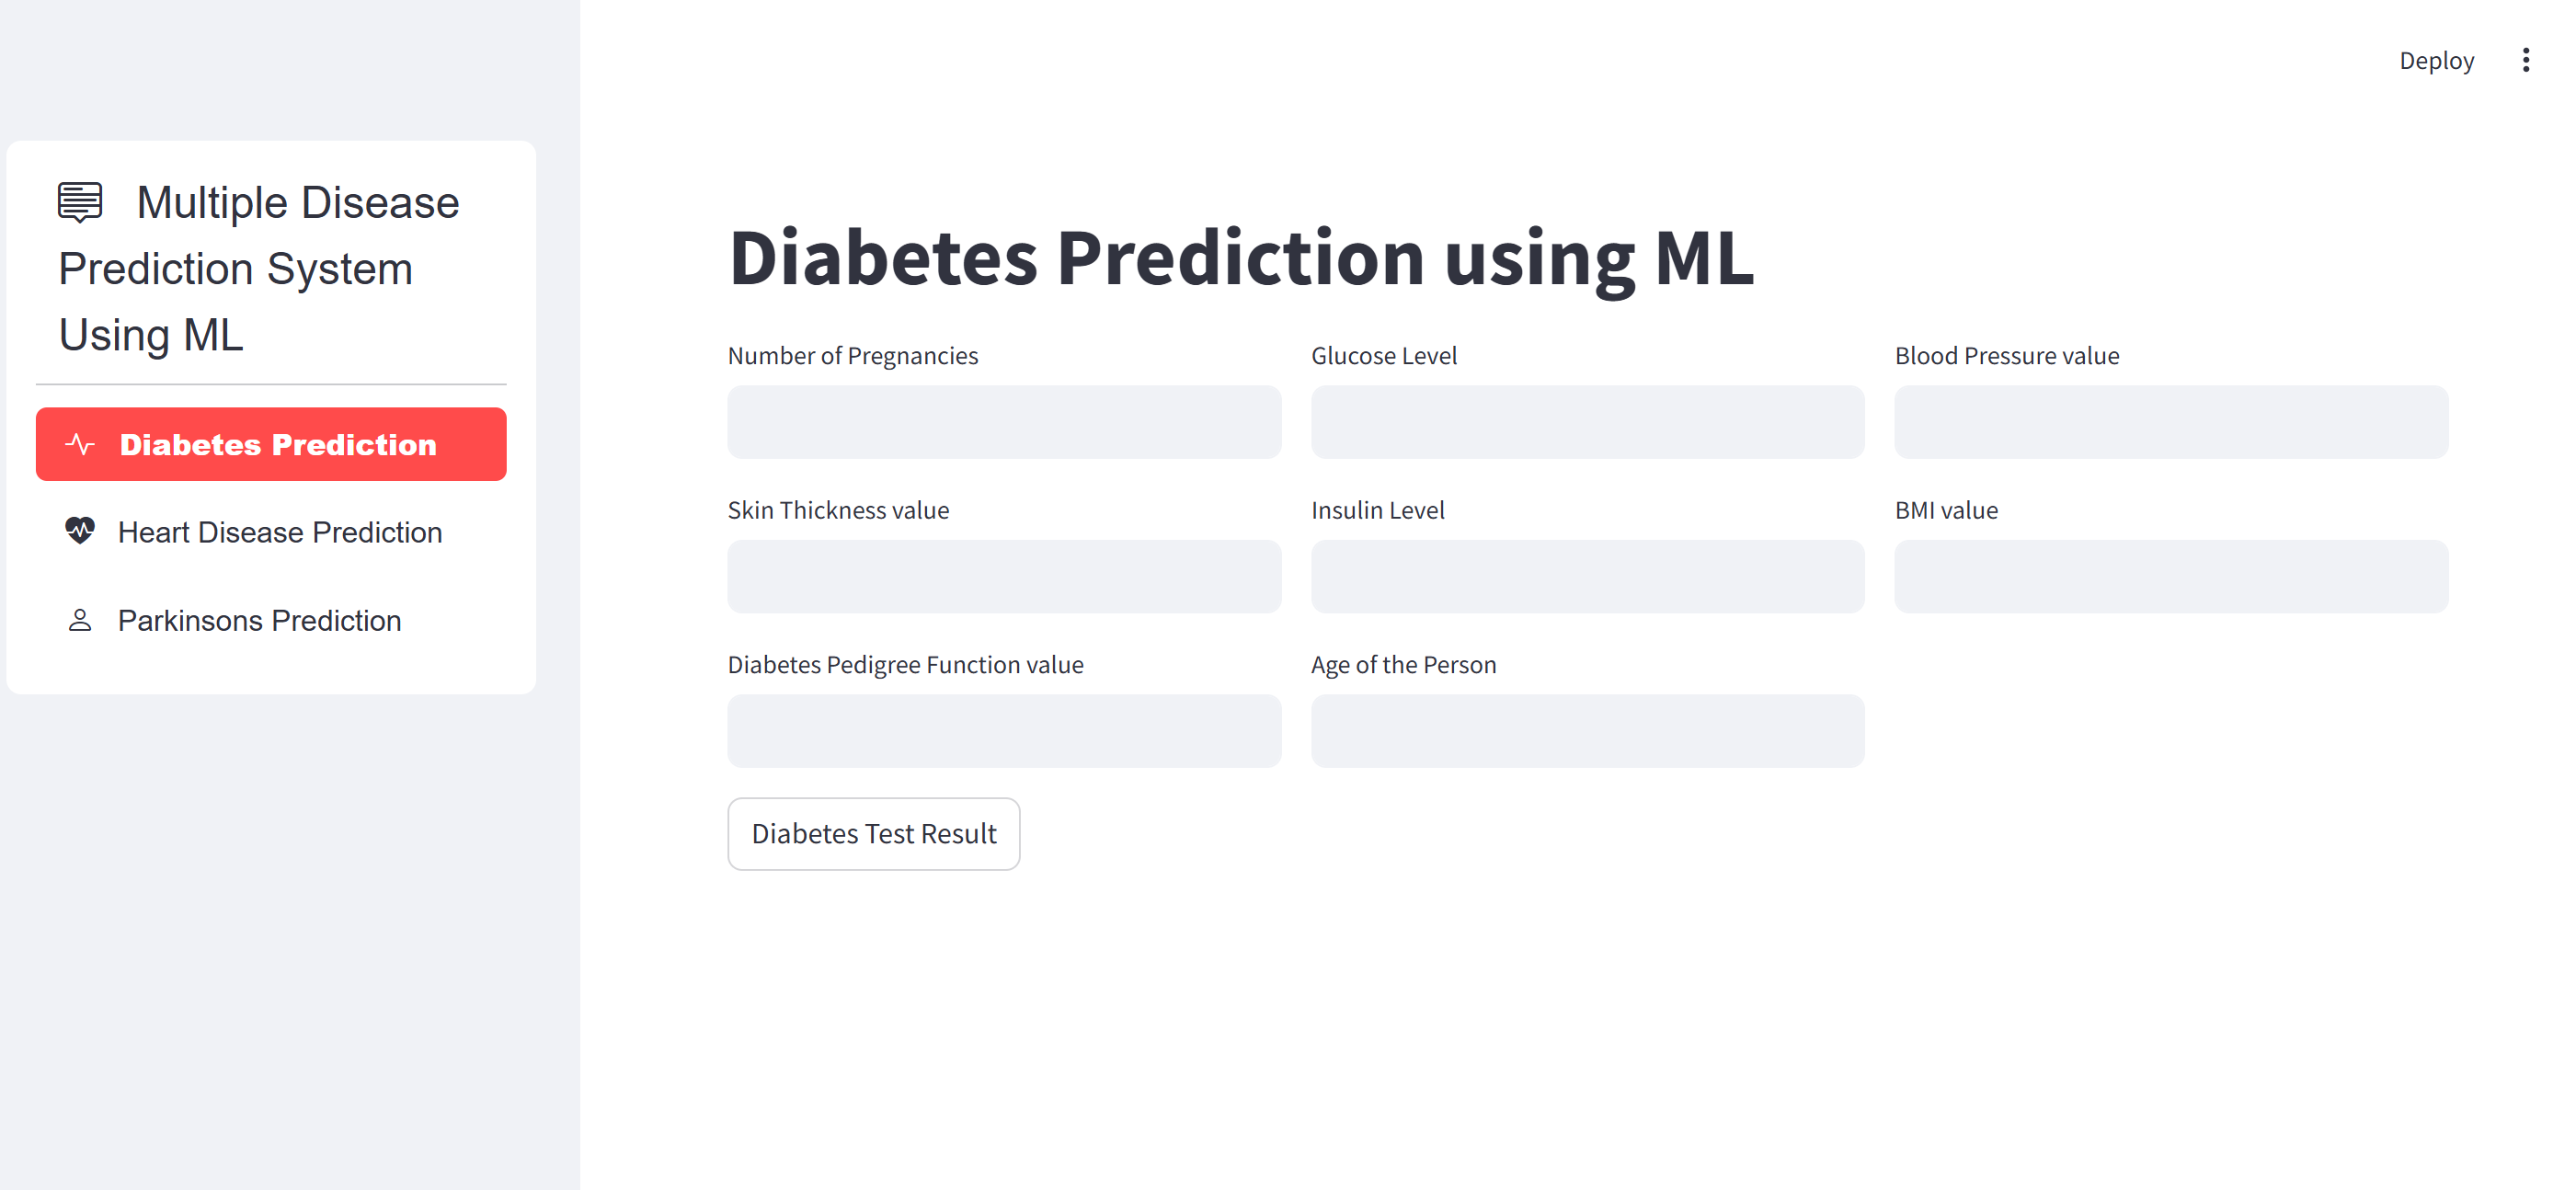 Deploy
Multiple Disease
Prediction System
Using ML
Diabetes Prediction
Heart Disease Prediction
Parkinsons Prediction
Diabetes Prediction using ML
Number of Pregnancies
Glucose Level
Blood Pressure value
Skin Thickness value
Insulin Level
BMI value
Diabetes Pedigree Function value
Age of the Person
Diabetes Test Result